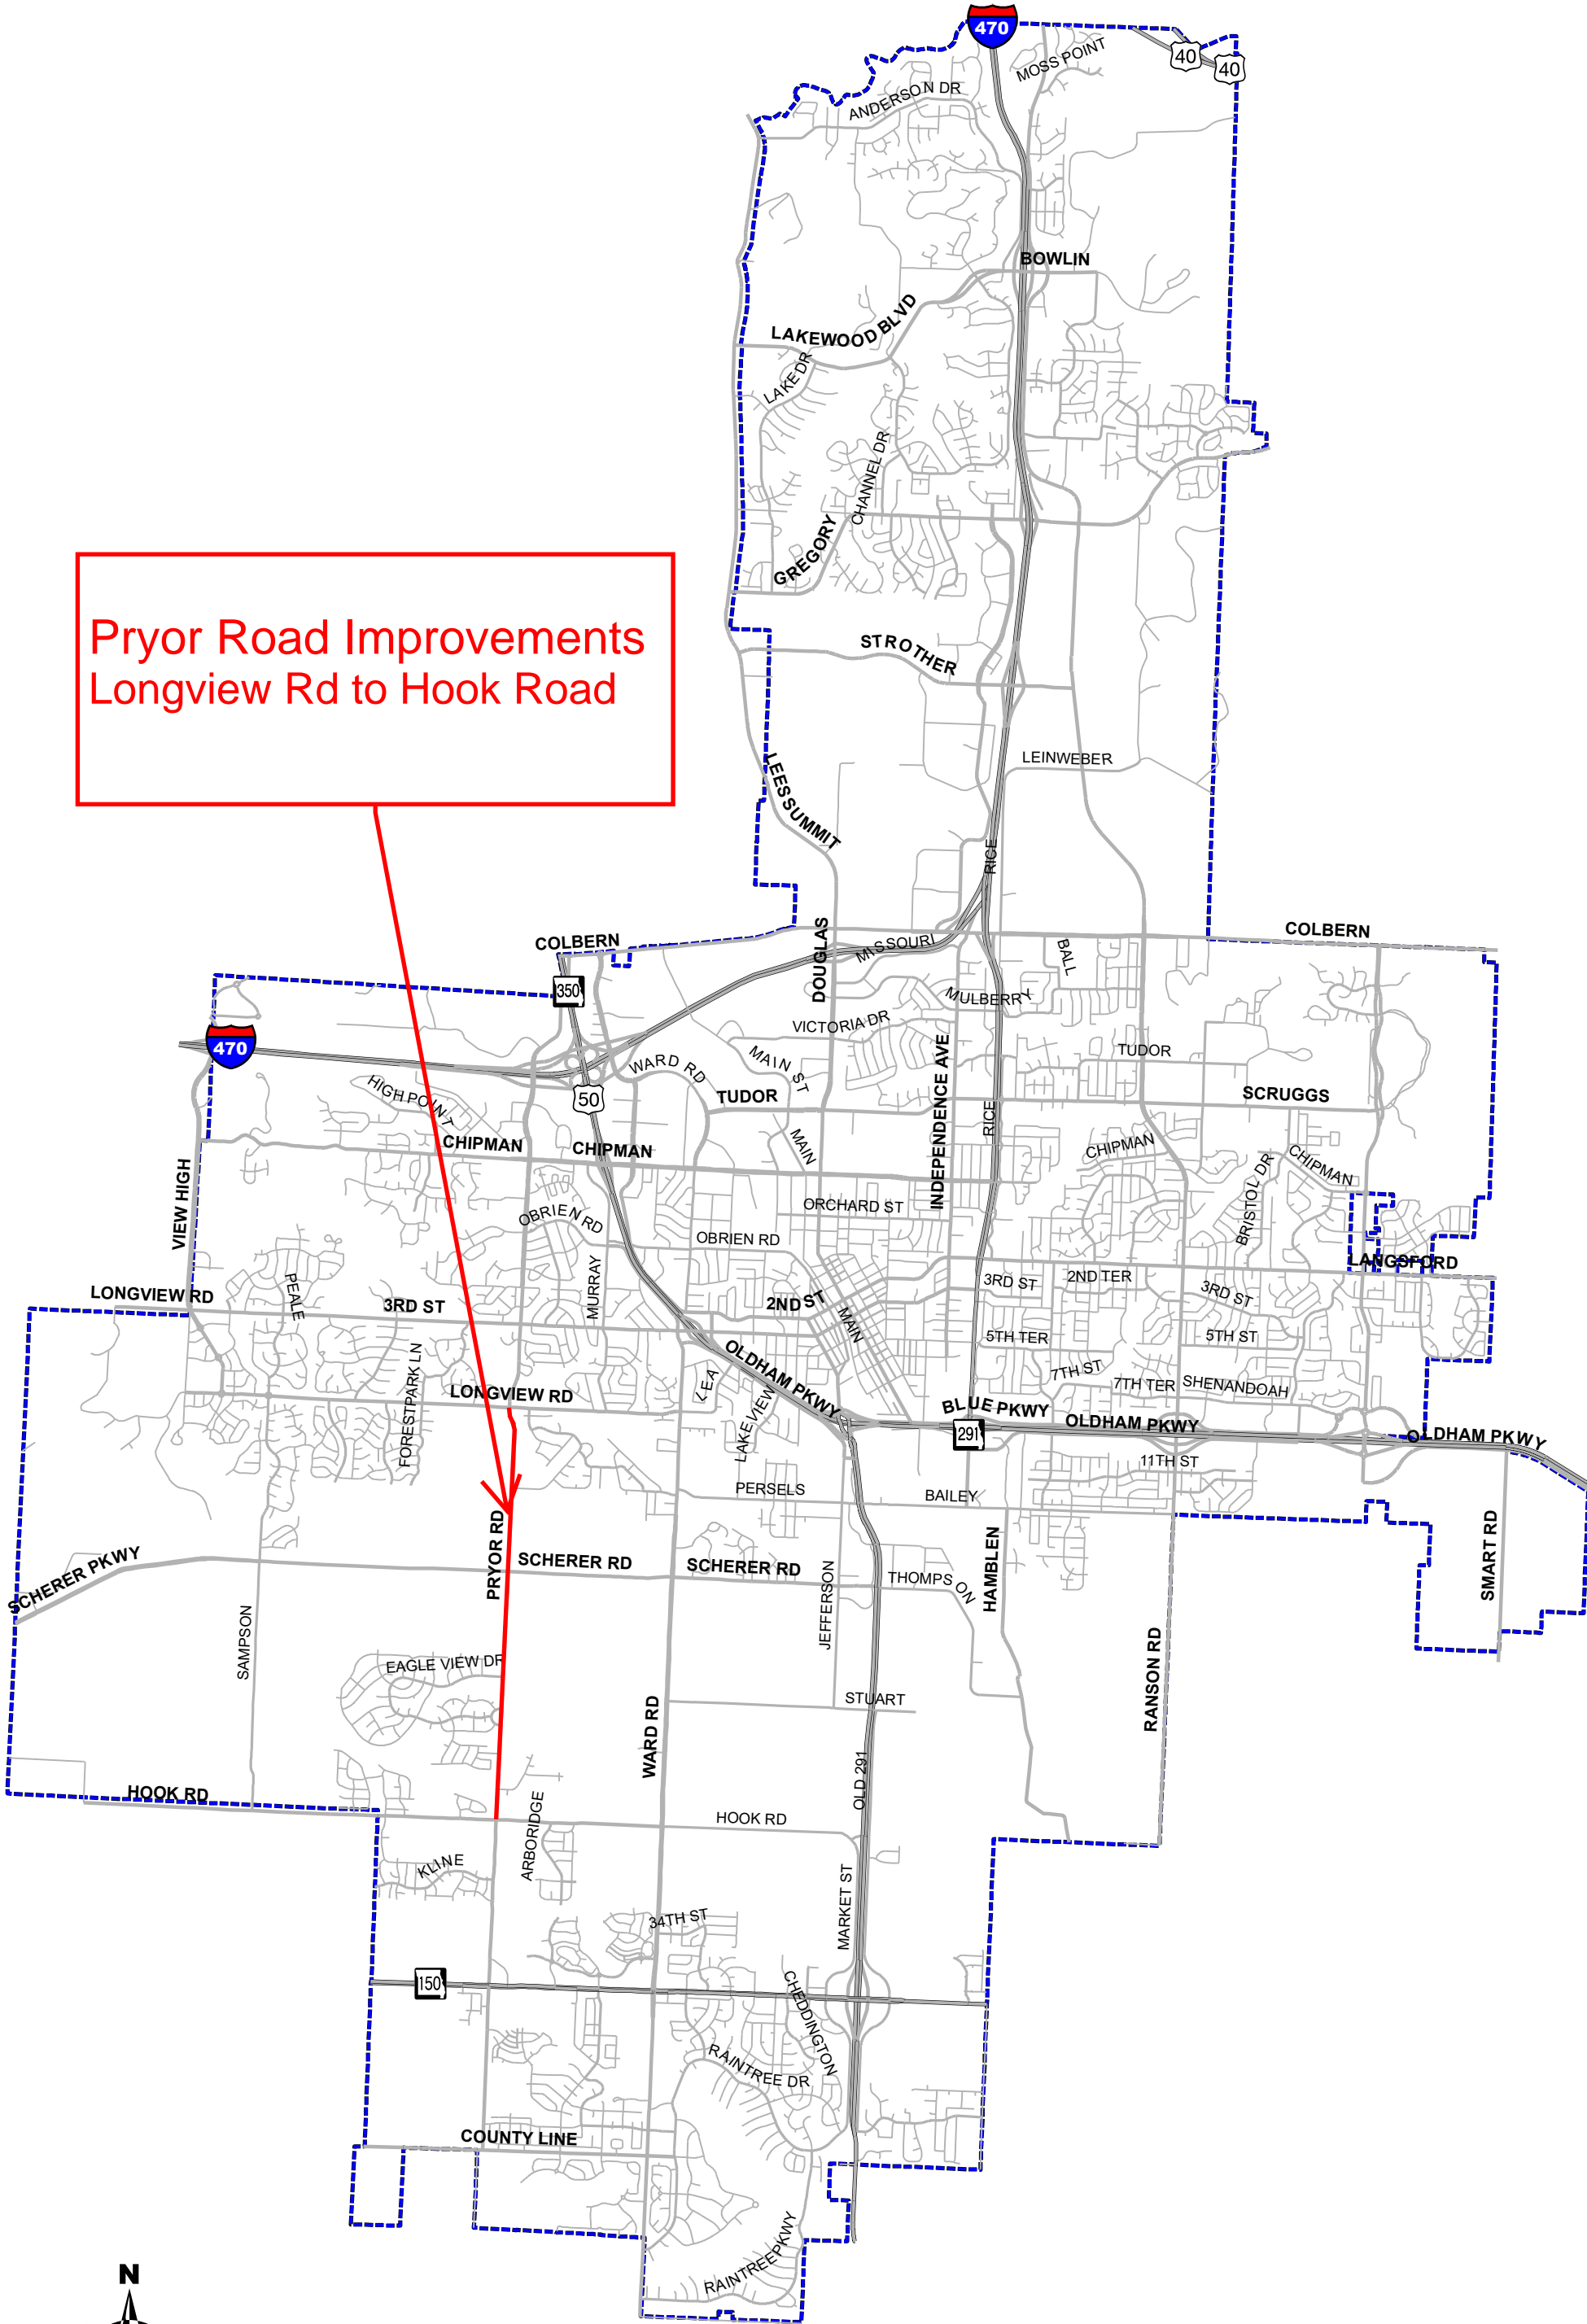 470
40
40
MOSS POINT
ANDERSON DR
BOWLIN
LAKEWOOD BLVD
LAKE DR
CHANNEL DR
GREGORY
Pryor Road Improvements
Longview Rd to Hook Road
STROTHER
LEINWEBER
LEES SUMMIT
RICE
COLBERN
DOUGLAS
MISSOURI
BALL
COLBERN
350
MULBERRY
VICTORIA DR
470
MAIN ST
WARD RD
INDEPENDENCE AVE
TUDOR
HIGH POINT
50
TUDOR
SCRUGGS
RICE
CHIPMAN
CHIPMAN
MAIN
CHIPMAN
CHIPMAN
VIEW HIGH
ORCHARD ST
BRISTOL DR
OBRIEN RD
OBRIEN RD
LANGSFORD
PEALE
MURRAY
LONGVIEW RD
3RD ST
2ND ST
MAIN
3RD ST
2ND TER
3RD ST
5TH TER
5TH ST
OLDHAM PKWY
FORESTPARK LN
LONGVIEW RD
LEA
LAKEVIEW
7TH ST
7TH TER
SHENANDOAH
BLUE PKWY
OLDHAM PKWY
291
OLDHAM PKWY
11TH ST
PERSELS
BAILEY
PRYOR RD
SCHERER PKWY
SCHERER RD
SCHERER RD
THOMPSON
HAMBLEN
SMART RD
JEFFERSON
SAMPSON
EAGLE VIEW DR
RANSON RD
WARD RD
STUART
OLD 291
HOOK RD
HOOK RD
ARBORIDGE
KLINE
MARKET ST
34TH ST
150
CHEDDINGTON
RAINTREE DR
COUNTY LINE
RAINTREE PKWY
N